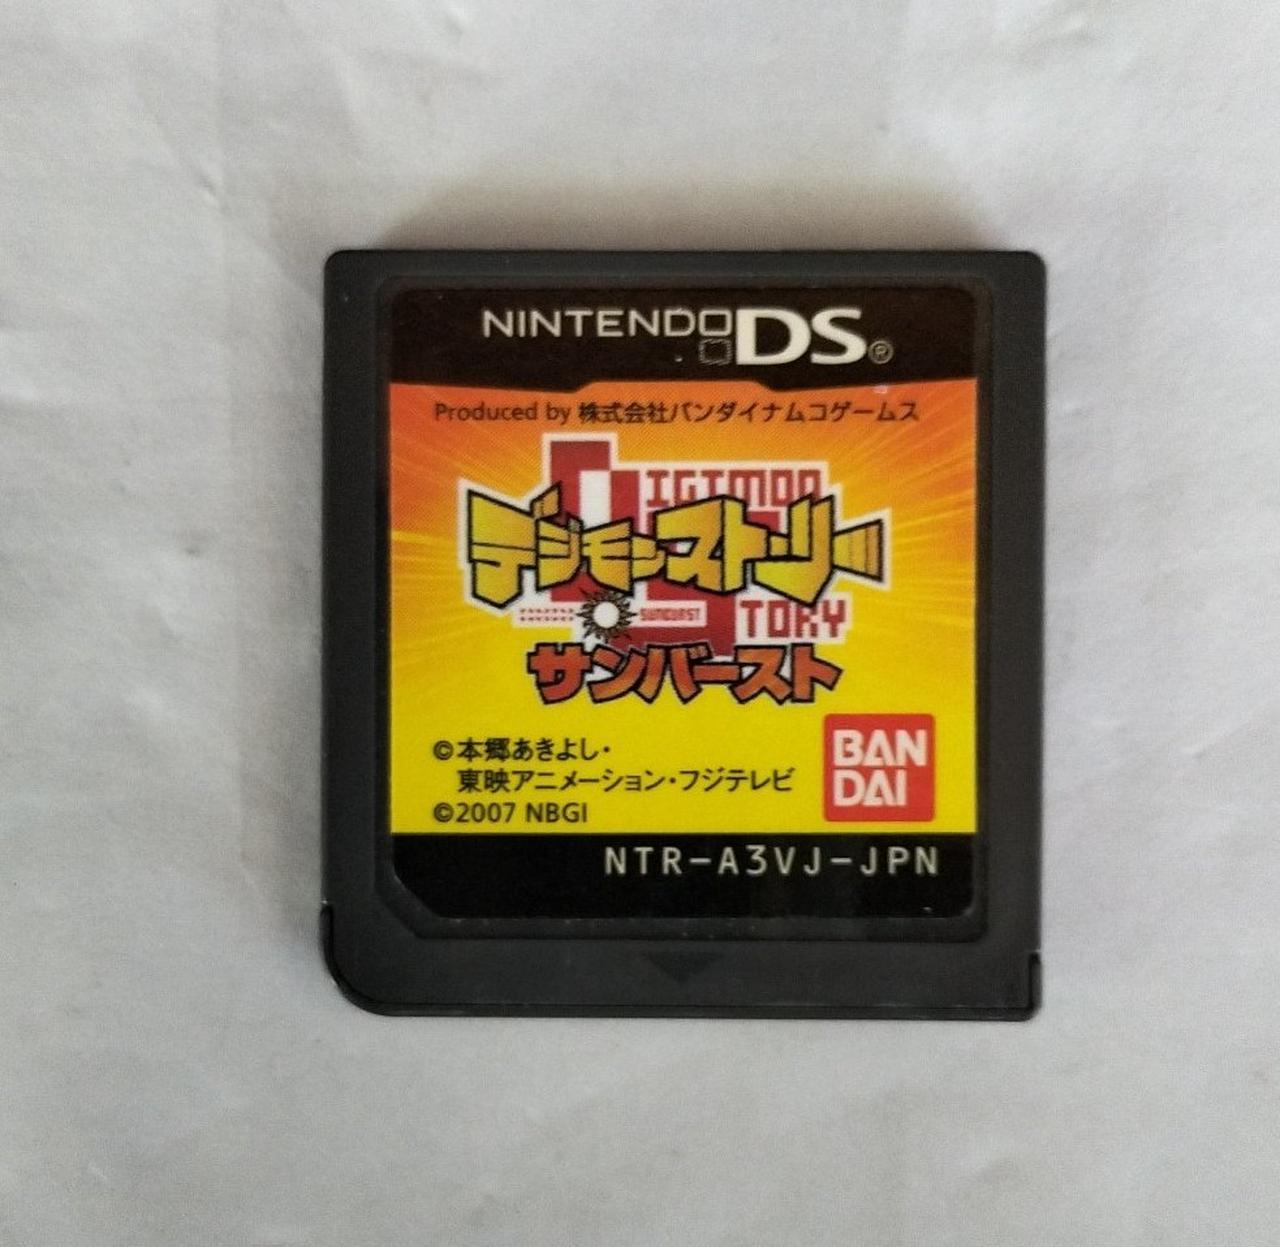 NINTENDO DS®
Produced by 株式会社バンダイナムコゲームス
DIGIMON
デジモンストーリー
SUNBURST
STORY
サンバースト
©本郷あきよし・
東映アニメーション・フジテレビ
©2007 NBGI
BAN
DAI
NTR-A3VJ-JPN